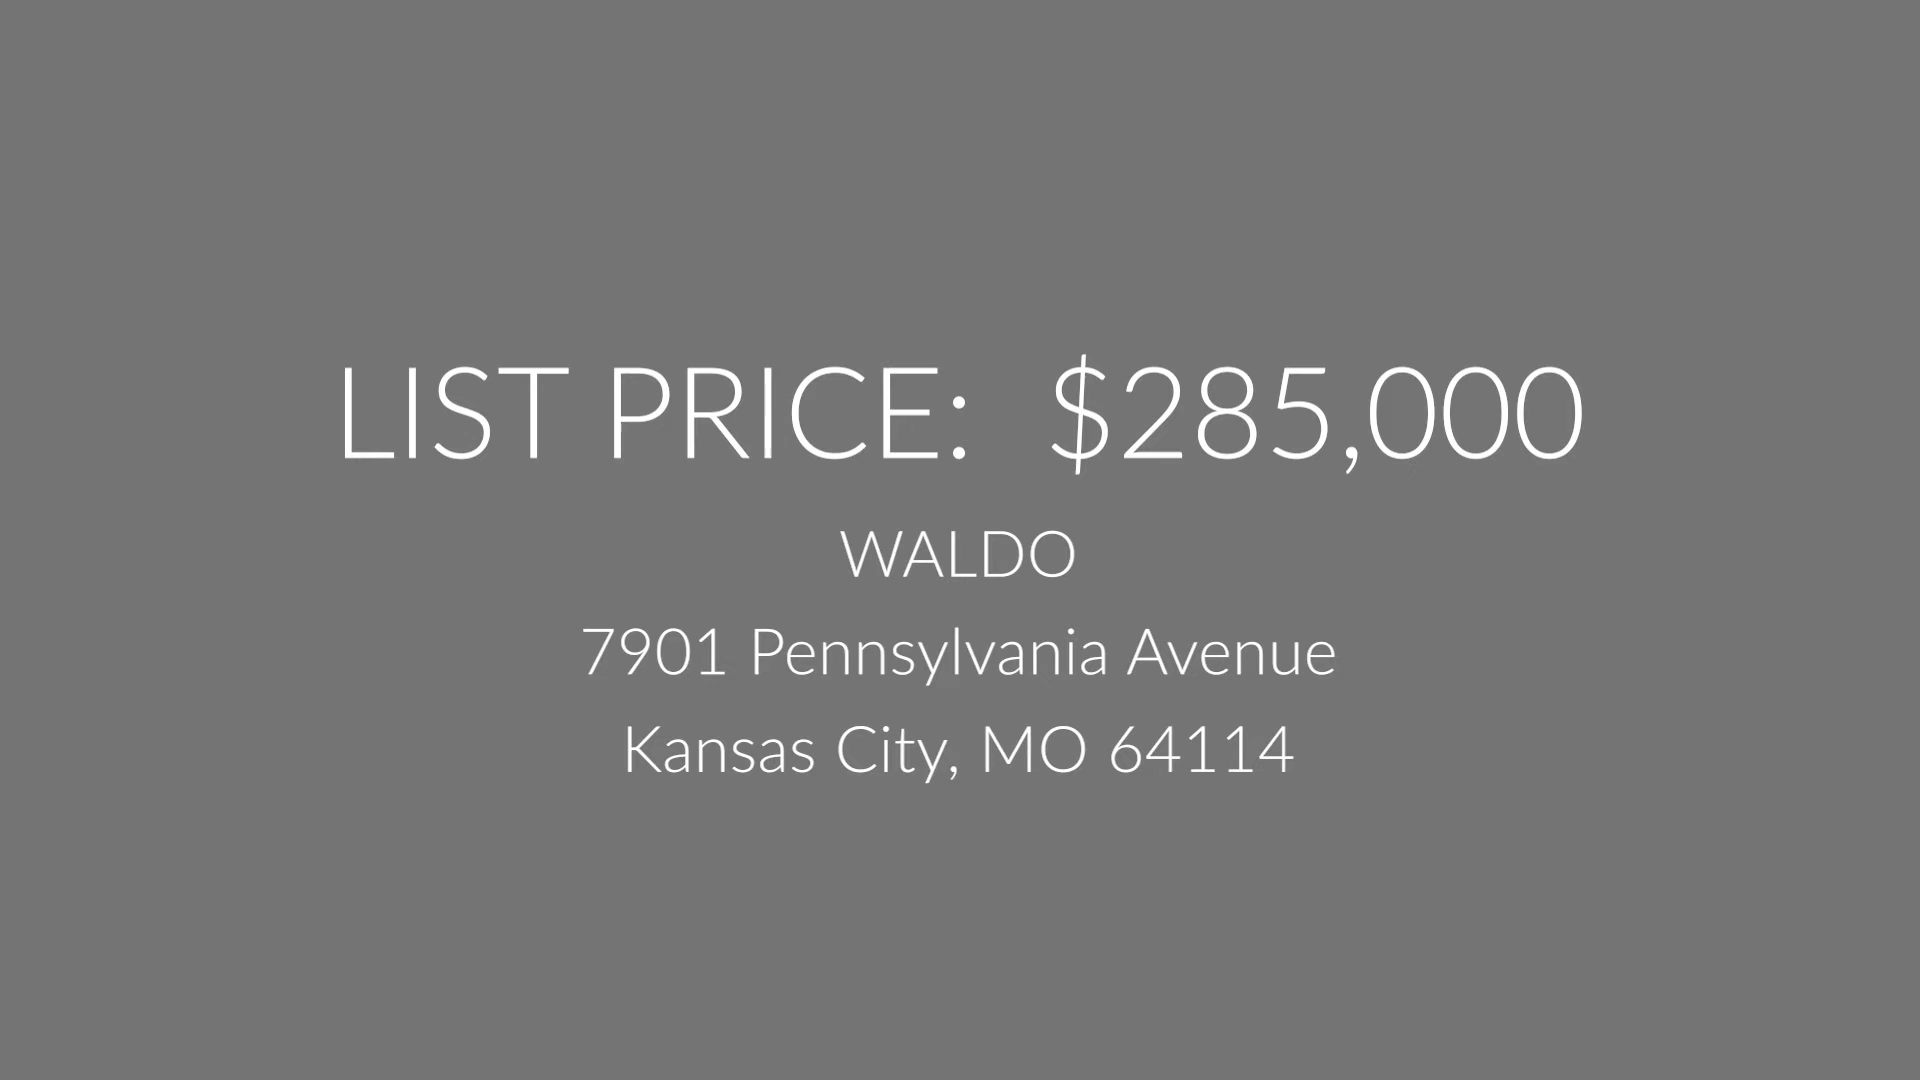 LIST PRICE:  $285,000
WALDO
7901 Pennsylvania Avenue
Kansas City, MO 64114